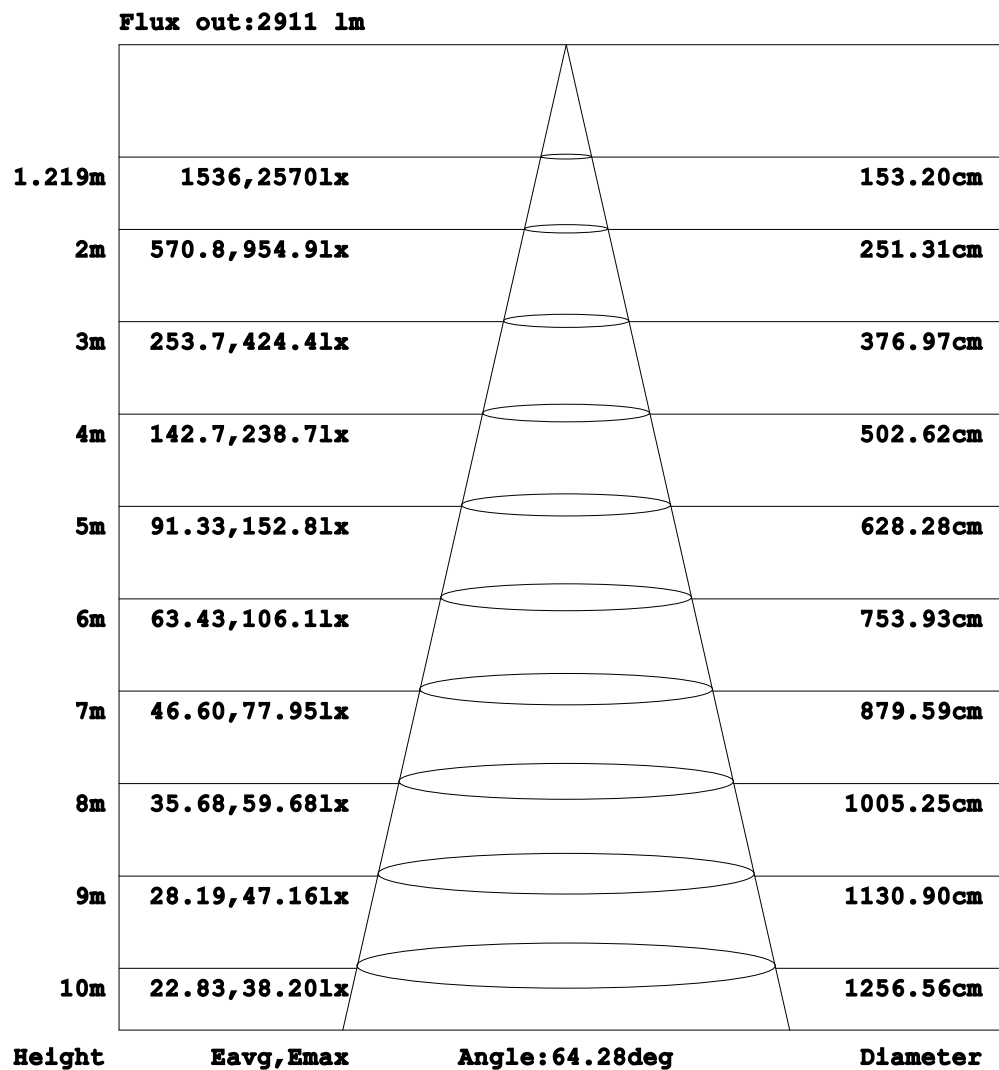 Flux out:2911 lm
1.219m 1536,2570lx 153.20cm
2m 570.8,954.9lx 251.31cm
3m 253.7,424.4lx 376.97cm
4m 142.7,238.7lx 502.62cm
5m 91.33,152.8lx 628.28cm
6m 63.43,106.1lx 753.93cm
7m 46.60,77.95lx 879.59cm
8m 35.68,59.68lx 1005.25cm
9m 28.19,47.16lx 1130.90cm
10m 22.83,38.20lx 1256.56cm
Height Eavg,Emax Angle:64.28deg Diameter